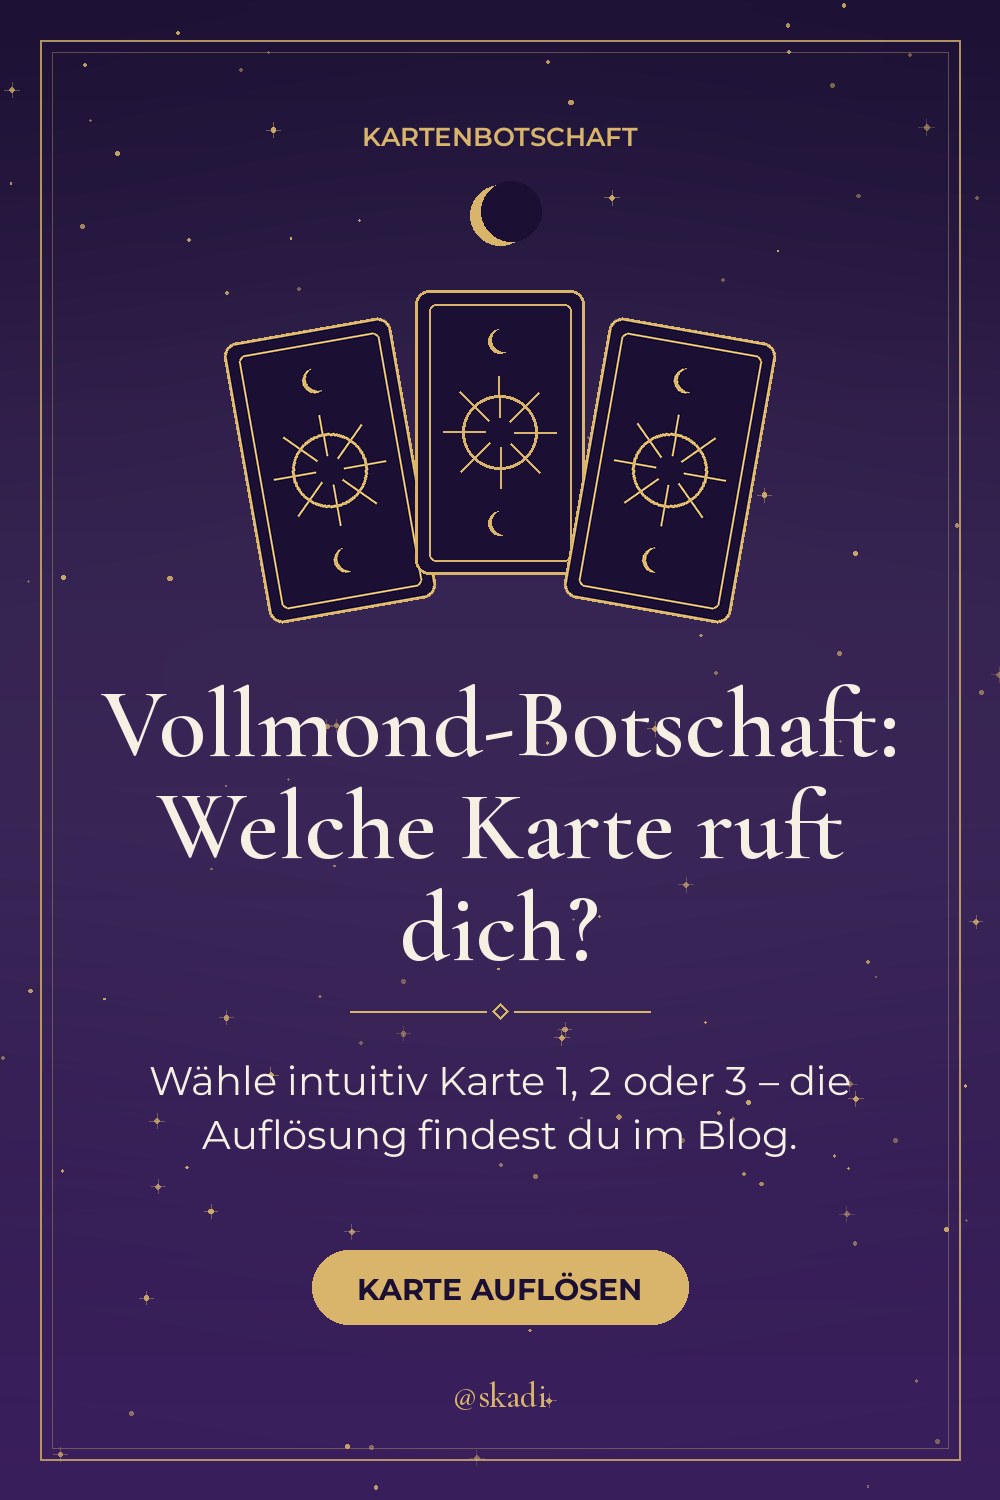 KARTENBOTSCHAFT
Vollmond-Botschaft:
Welche Karte ruft
dich?
Wähle intuitiv Karte 1, 2 oder 3 – die
Auflösung findest du im Blog.
KARTE AUFLÖSEN
@skadi